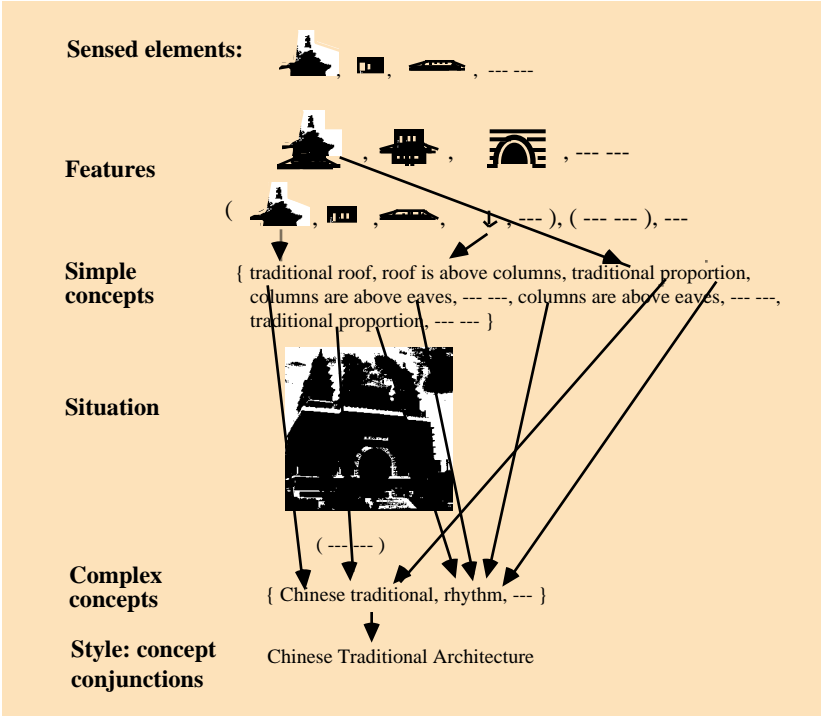 Sensed elements:
, , , --- ---
Features
, , , --- ---
( , , , , --- ), ( --- --- ), ---
Simple
concepts
{ traditional roof, roof is above columns, traditional proportion,
columns are above eaves, --- ---, columns are above eaves, --- ---,
traditional proportion, --- --- }
Situation
( --- --- )
Complex
concepts
{ Chinese traditional, rhythm, --- }
Style: concept
conjunctions
Chinese Traditional Architecture